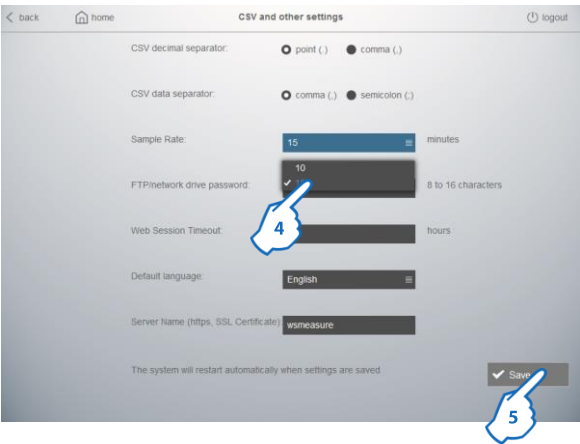 back home CSV and other settings logout
CSV decimal separator: point (.) comma (,)
CSV data separator: comma (,) semicolon (;)
Sample Rate: 15 minutes
10
FTP/network drive password: 8 to 16 characters
4
Web Session Timeout: hours
Default language: English
Server Name (https, SSL Certificate): wsmeasure
The system will restart automatically when settings are saved
Save
5